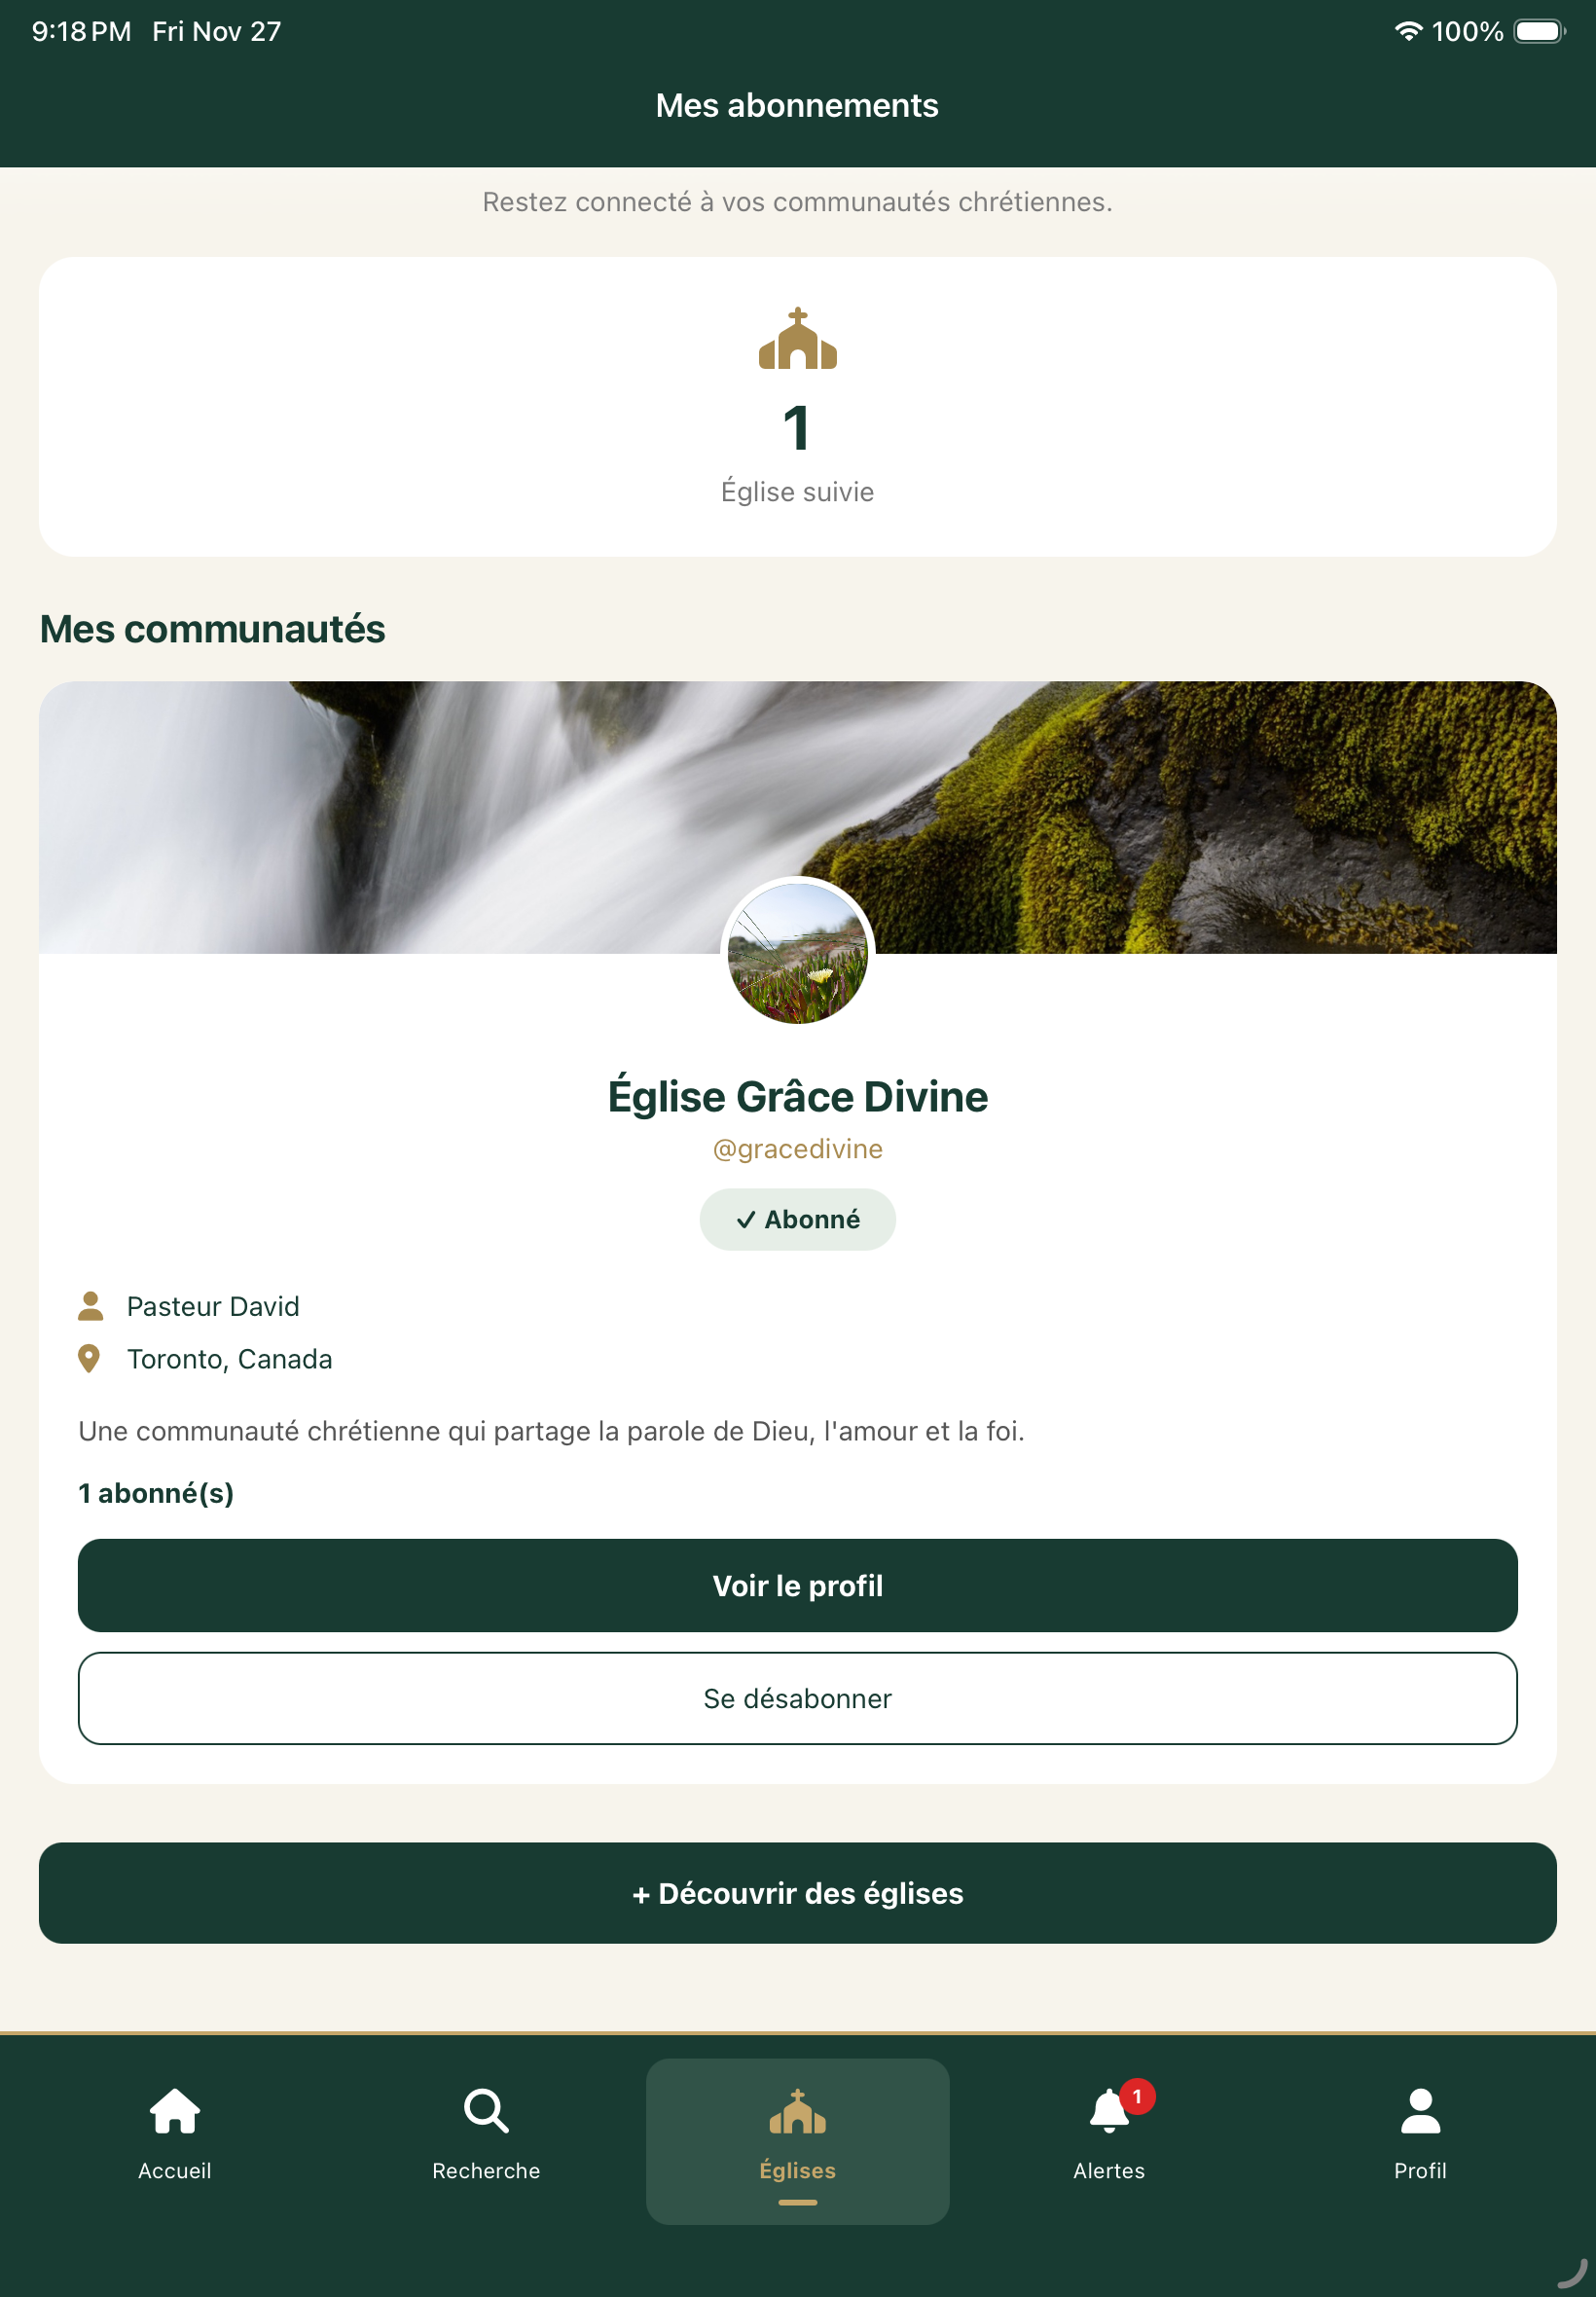 9:18 PM Fri Nov 27 100%
Mes abonnements
Restez connecté à vos communautés chrétiennes.
1
Église suivie
Mes communautés
Église Grâce Divine
@gracedivine
✓ Abonné
Pasteur David
Toronto, Canada
Une communauté chrétienne qui partage la parole de Dieu, l'amour et la foi.
1 abonné(s)
Voir le profil
Se désabonner
+ Découvrir des églises
1
Accueil Recherche Églises Alertes Profil